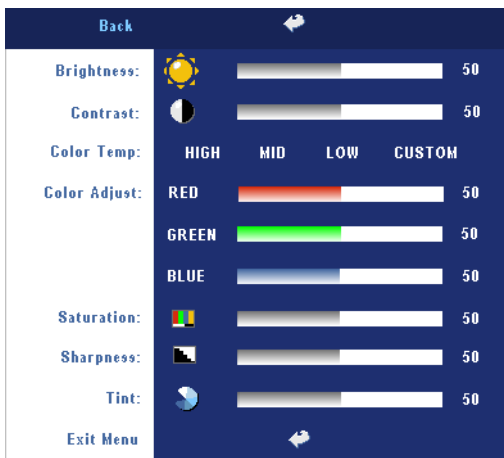 Back
Brightness: 50
Contrast: 50
Color Temp: HIGH MID LOW CUSTOM
Color Adjust: RED 50
GREEN 50
BLUE 50
Saturation: 50
Sharpness: 50
Tint: 50
Exit Menu